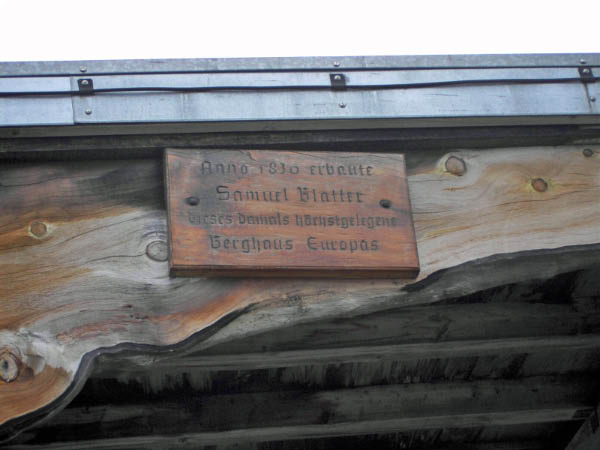 Anno 1830 erbaute
Samuel Blatter
dieses damals höchstgelegene
Berghaus Europas